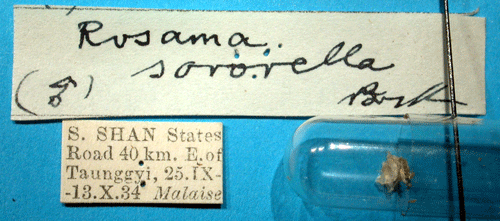 Rosama
sororella
(♂)
S. SHAN States
Road 40 km. E. of
Taunggyi, 25.IX-
-13.X.34 Malaise